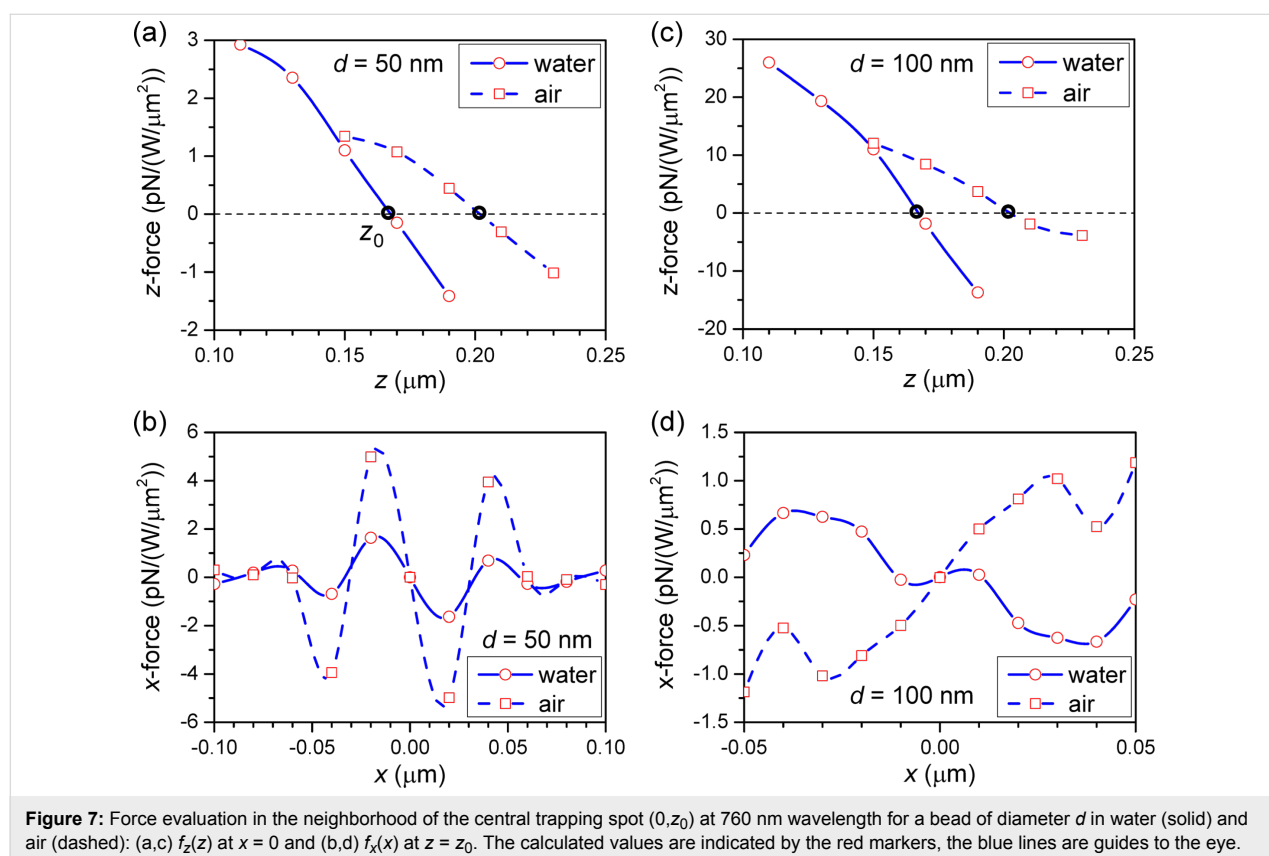 (a)
3
2
1
0
-1
-2
z-force (pN/(W/μm²))
d = 50 nm
water
air
z₀
0.10 0.15 0.20 0.25
z (μm)
(c)
30
20
10
0
-10
-20
z-force (pN/(W/μm²))
d = 100 nm
water
air
0.10 0.15 0.20 0.25
z (μm)
(b)
6
4
2
0
-2
-4
-6
x-force (pN/(W/μm²))
d = 50 nm
water
air
-0.10 -0.05 0.00 0.05 0.10
x (μm)
(d)
1.5
1.0
0.5
0.0
-0.5
-1.0
-1.5
x-force (pN/(W/μm²))
d = 100 nm
water
air
-0.05 0.00 0.05
x (μm)
Figure 7: Force evaluation in the neighborhood of the central trapping spot (0,z₀) at 760 nm wavelength for a bead of diameter d in water (solid) and
air (dashed): (a,c) f_z(z) at x = 0 and (b,d) f_x(x) at z = z₀. The calculated values are indicated by the red markers, the blue lines are guides to the eye.